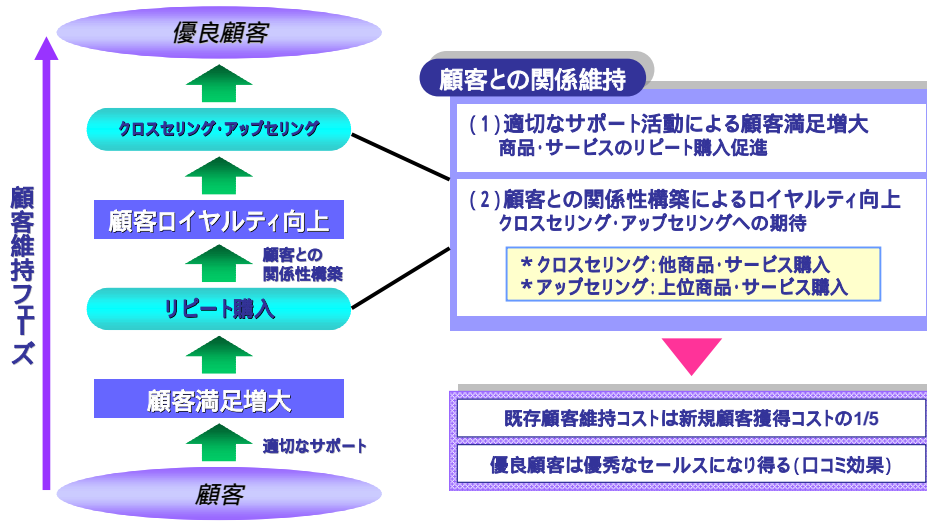 優良顧客
クロスセリング・アップセリング
顧客ロイヤルティ向上
顧客との
関係性構築
リピート購入
顧客満足増大
適切なサポート
顧客
顧客維持フェーズ
顧客との関係維持
(1)適切なサポート活動による顧客満足増大
商品・サービスのリピート購入促進
(2)顧客との関係性構築によるロイヤルティ向上
クロスセリング・アップセリングへの期待
*クロスセリング:他商品・サービス購入
*アップセリング:上位商品・サービス購入
既存顧客維持コストは新規顧客獲得コストの1/5
優良顧客は優秀なセールスになり得る(口コミ効果)